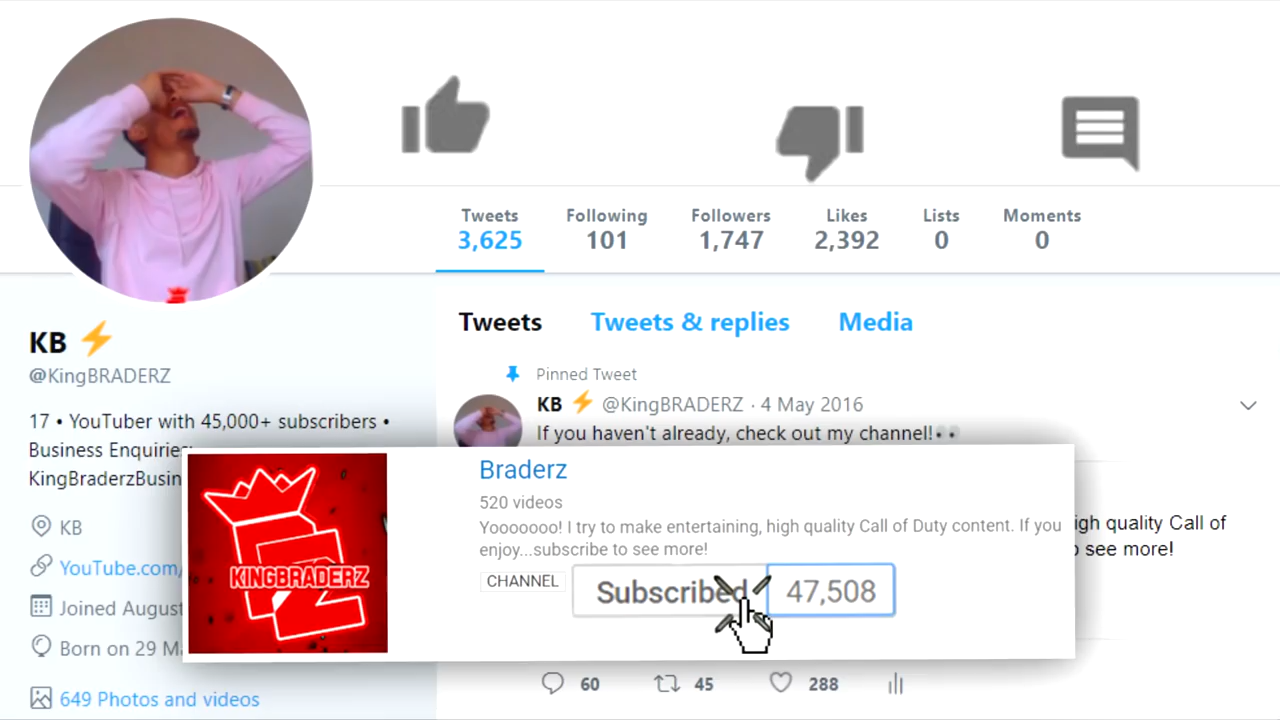 Tweets Following Followers Likes Lists Moments
3,625 101 1,747 2,392 0 0
KB ⚡
@KingBRADERZ
17 • YouTuber with 45,000+ subscribers •
Business Enquiries:
KingBraderzBusin
KB
YouTube.com/
Joined August
Born on 29
649 Photos and videos
Tweets Tweets & replies Media
Pinned Tweet
KB ⚡ @KingBRADERZ · 4 May 2016
If you haven't already, check out my channel!👀
KINGBRADERZ
Braderz
520 videos
Yooooooo! I try to make entertaining, high quality Call of Duty content. If you
enjoy...subscribe to see more!
CHANNEL Subscribed 47,508
igh quality Call of
see more!
60 45 288